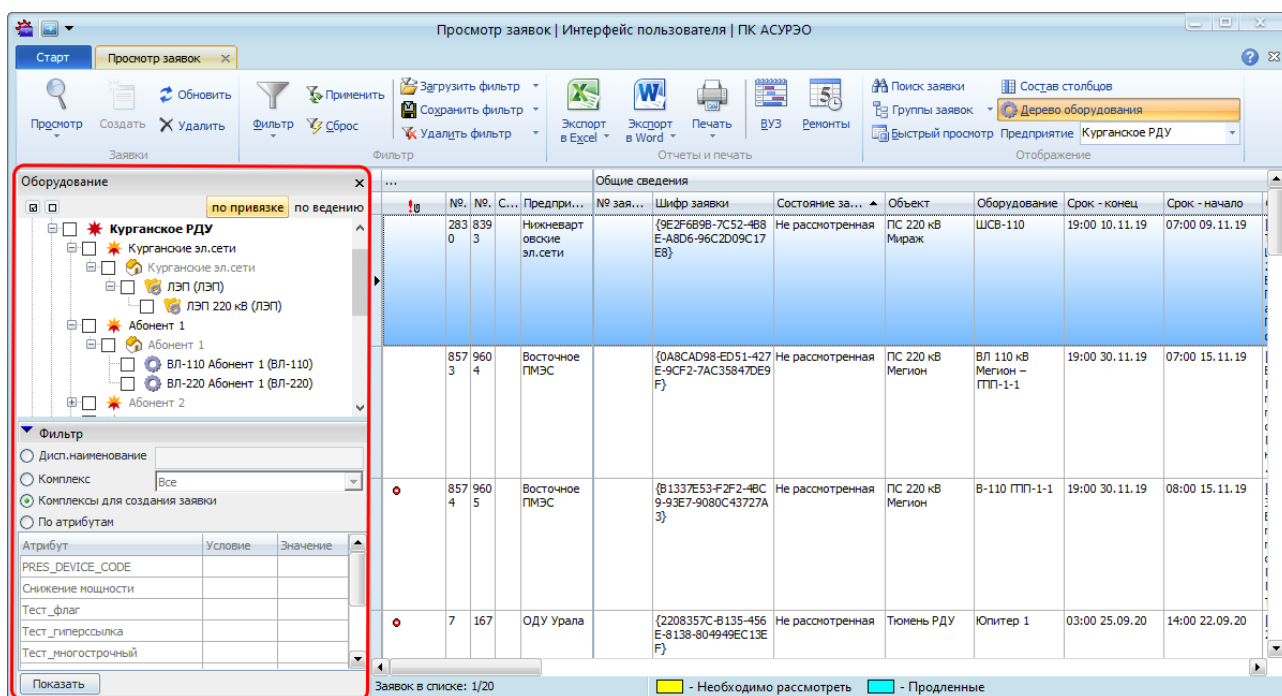 Просмотр заявок | Интерфейс пользователя | ПК АСУРЭО
Старт
Просмотр заявок
Просмотр
Создать
Обновить
Удалить
Фильтр
Применить
Сброс
Загрузить фильтр
Сохранить фильтр
Удалить фильтр
Экспорт
в Excel
Экспорт
в Word
Печать
ВУЗ
Ремонты
Поиск заявки
Группы заявок
Быстрый просмотр
Состав столбцов
Дерево оборудования
Предприятие Курганское РДУ
Заявки
Фильтр
Отчеты и печать
Отображение
Оборудование
по привязке по ведению
Курганское РДУ
Курганские эл.сети
Курганские эл.сети
ЛЭП (ЛЭП)
ЛЭП 220 кВ (ЛЭП)
Абонент 1
Абонент 1
ВЛ-110 Абонент 1 (ВЛ-110)
ВЛ-220 Абонент 1 (ВЛ-220)
Абонент 2
Фильтр
Дисп.наименование
Комплекс Все
Комплексы для создания заявки
По атрибутам
Атрибут Условие Значение
PRES_DEVICE_CODE
Снижение мощности
Тест_флаг
Тест_гиперссылка
Тест_многострочный
Показать
... Общие сведения
№. №. С... Предпри... № зая... Шифр заявки Состояние за... Объект Оборудование Срок - конец Срок - начало
283 839 Нижневарт {9E2F6B9B-7C52-4B8 Не рассмотренная ПС 220 кВ ШСВ-110 19:00 10.11.19 07:00 09.11.19
0 3 овские E-A8D6-96C2D09C17 Мираж
эл.сети E8}
857 960 Восточное {0A8CAD98-ED51-427 Не рассмотренная ПС 220 кВ ВЛ 110 кВ 19:00 30.11.19 07:00 15.11.19
3 4 ПМЭС E-9CF2-7AC35847DE9 Мегион Мегион –
F} ГПП-1-1
857 960 Восточное {B1337E53-F2F2-4BC Не рассмотренная ПС 220 кВ В-110 ГПП-1-1 19:00 30.11.19 08:00 15.11.19
4 5 ПМЭС 9-93E7-9080C43727A Мегион
3}
7 167 ОДУ Урала {2208357C-B135-456 Не рассмотренная Тюмень РДУ Юпитер 1 03:00 25.09.20 14:00 22.09.20
E-8138-804949EC13E
F}
Заявок в списке: 1/20 - Необходимо рассмотреть - Продленные